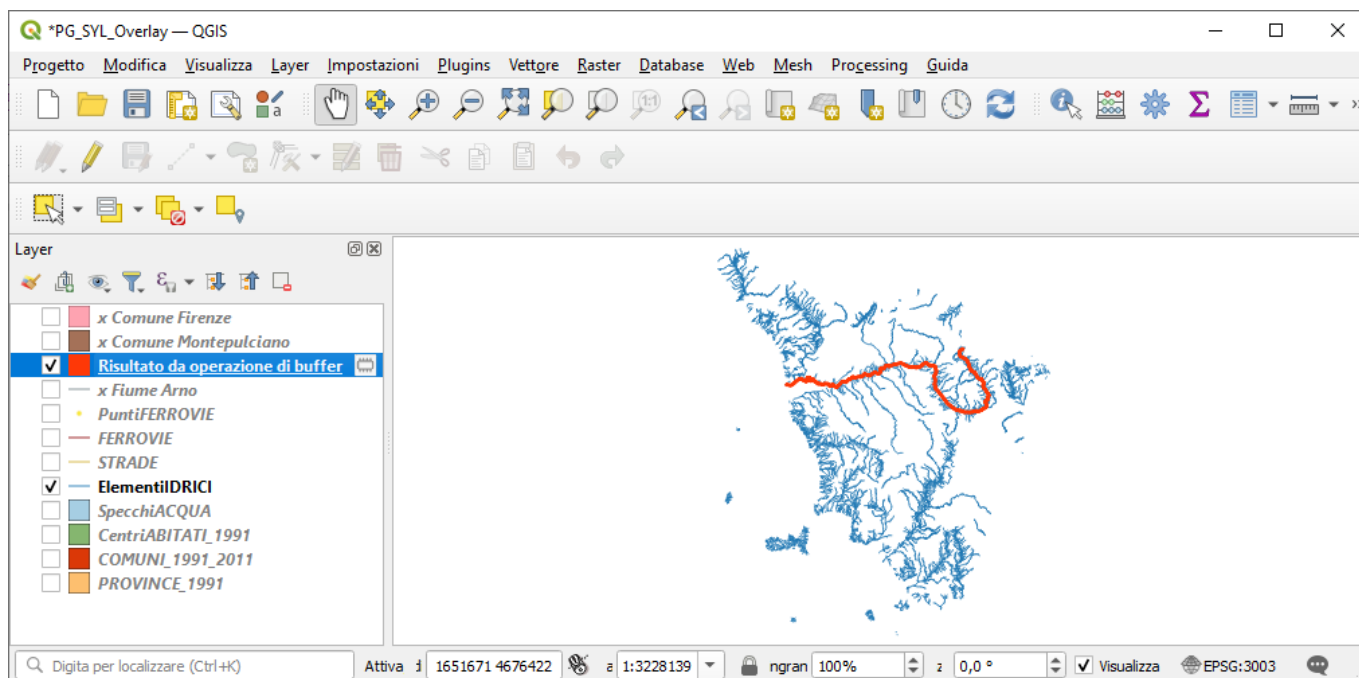 *PG_SYL_Overlay — QGIS
Progetto Modifica Visualizza Layer Impostazioni Plugins Vettore Raster Database Web Mesh Processing Guida
Layer
x Comune Firenze
x Comune Montepulciano
Risultato da operazione di buffer
x Fiume Arno
PuntiFERROVIE
FERROVIE
STRADE
ElementiIDRICI
SpecchiACQUA
CentriABITATI_1991
COMUNI_1991_2011
PROVINCE_1991
Digita per localizzare (Ctrl+K) Attiva 1651671 4676422 a 1:3228139 ngran 100% z 0,0 ° Visualizza EPSG:3003